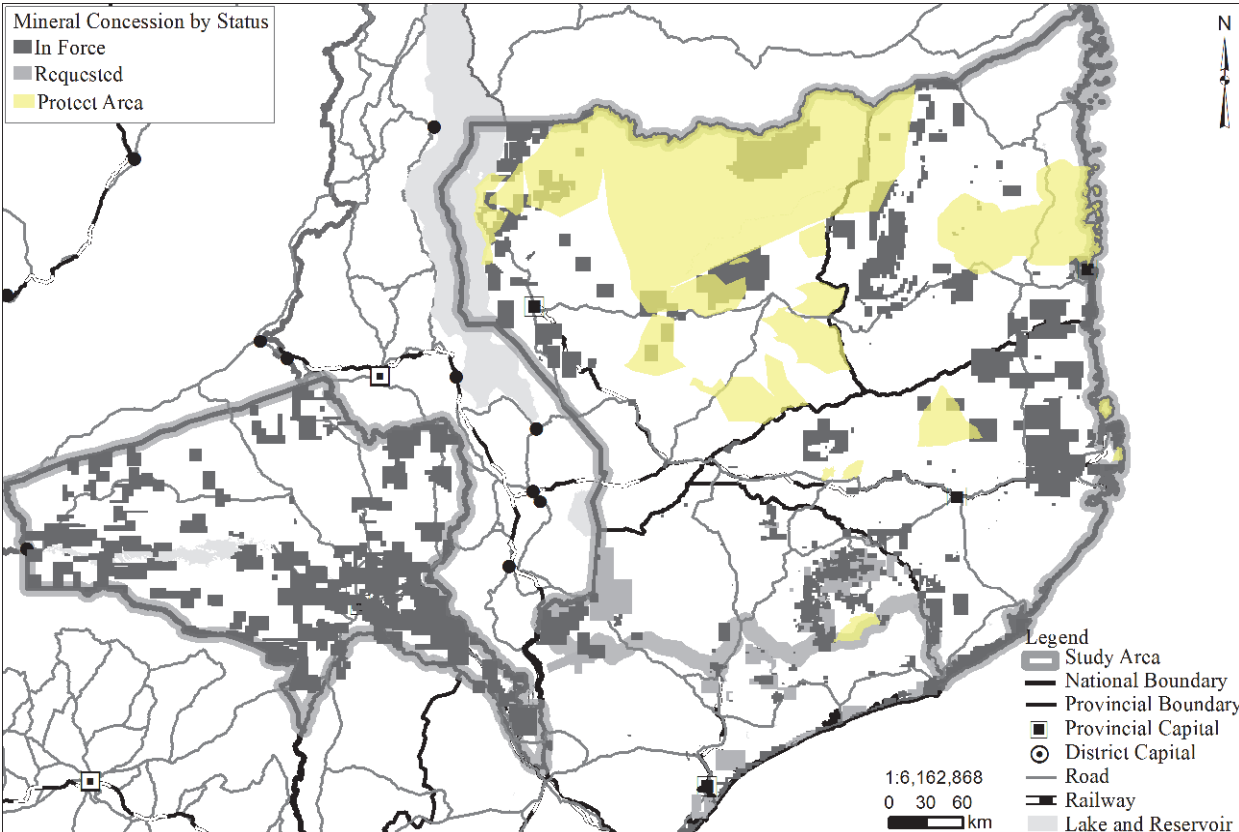 Mineral Concession by Status
In Force
Requested
Protect Area
N
Legend
Study Area
National Boundary
Provincial Boundary
Provincial Capital
District Capital
Road
Railway
Lake and Reservoir
1:6,162,868
0 30 60
km